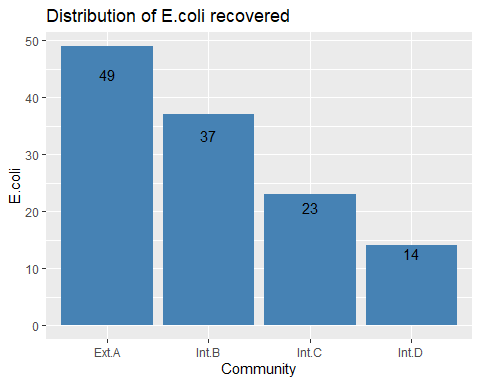 Distribution of E.coli recovered
50
40
30
20
10
0
E.coli
49
37
23
14
Ext.A Int.B Int.C Int.D
Community